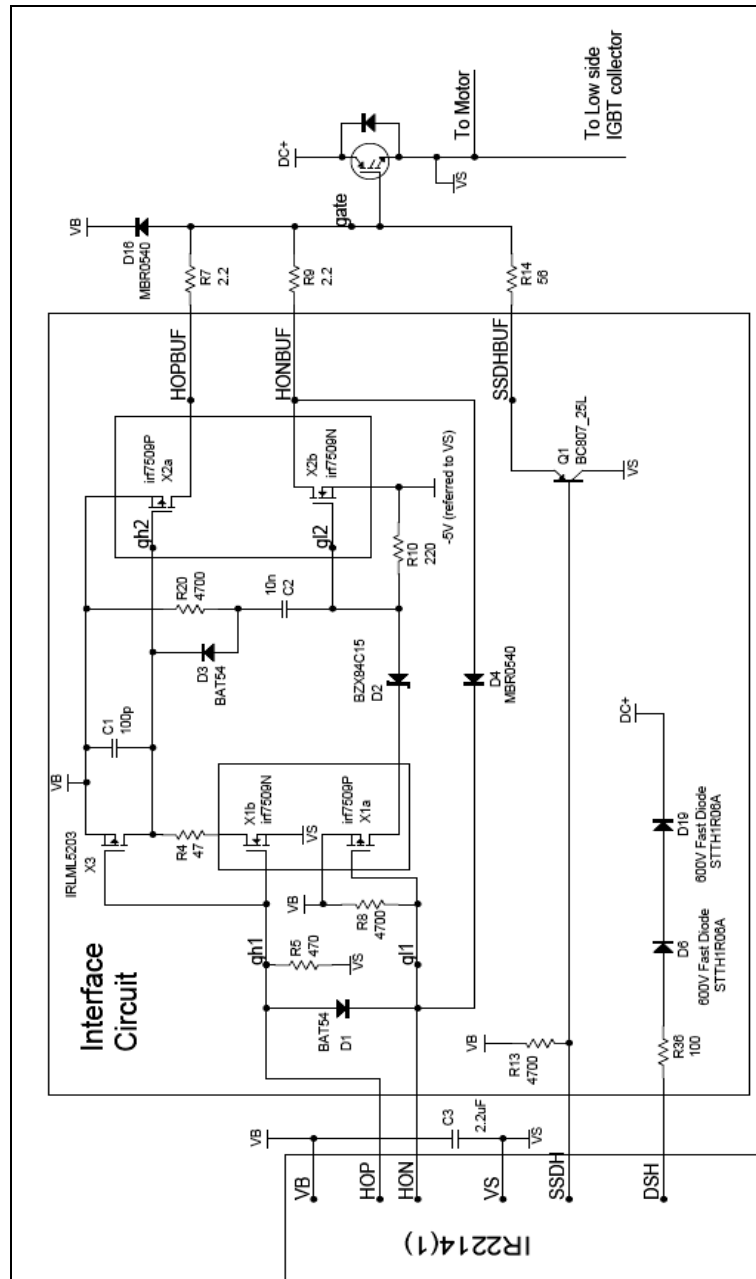 Interface
Circuit
IR2214(1)
VB
HOP
HON
VS
SSDH
DSH
VB
C3
2.2uF
VS
IRLML5203
X3
VB
C1
100p
D3
BAT54
R20
4700
10n
C2
R4
47
X1b
irf7509N
VS
irf7509P
X1a
VB
R8
4700
gh1
R5
470
VS
gl1
BAT54
D1
irf7509P
X2a
gh2
X2b
irf7509N
gl2
R10
220
-5V (referred to VS)
BZX84C15
D2
D4
MBR0540
VB
R13
4700
Q1
BC807_25L
VS
DC+
D19
600V Fast Diode
STTH1R06A
D6
600V Fast Diode
STTH1R06A
R36
100
HOPBUF
HONBUF
SSDHBUF
VB
D16
MBR0540
R7
2.2
R9
2.2
R14
56
gate
DC+
VS
To Motor
To Low side
IGBT collector